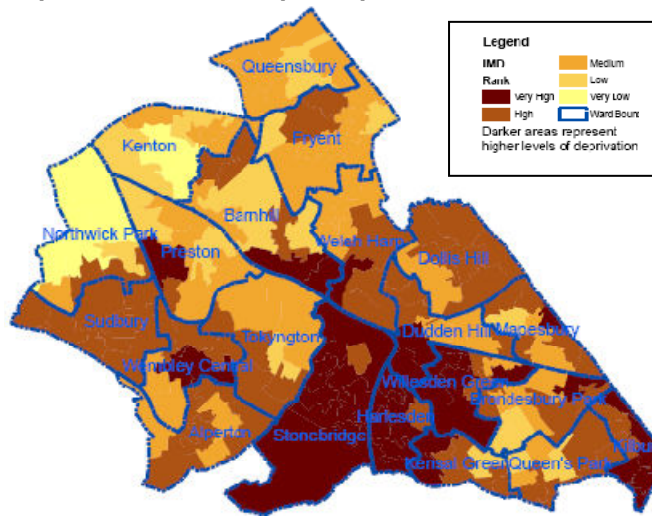 Legend
IMD
Rank
Very High
High
Medium
Low
Very Low
Ward Bound
Darker areas represent
higher levels of deprivation
Queensbury
Fryent
Kenton
Barnhill
Northwick Park
Preston
Welsh Harp
Dollis Hill
Sudbury
Tokyngton
Dudden Hill
Mapesbury
Wembley Central
Willesden Green
Brondesbury Park
Harlesden
Alperton
Stonebridge
Kensal Green
Queen's Park
Kilbu